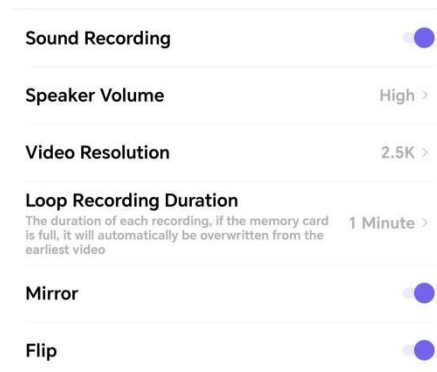 Sound Recording
Speaker Volume
High >
Video Resolution
2.5K >
Loop Recording Duration
The duration of each recording, if the memory card
is full, it will automatically be overwritten from the
earliest video
1 Minute >
Mirror
Flip